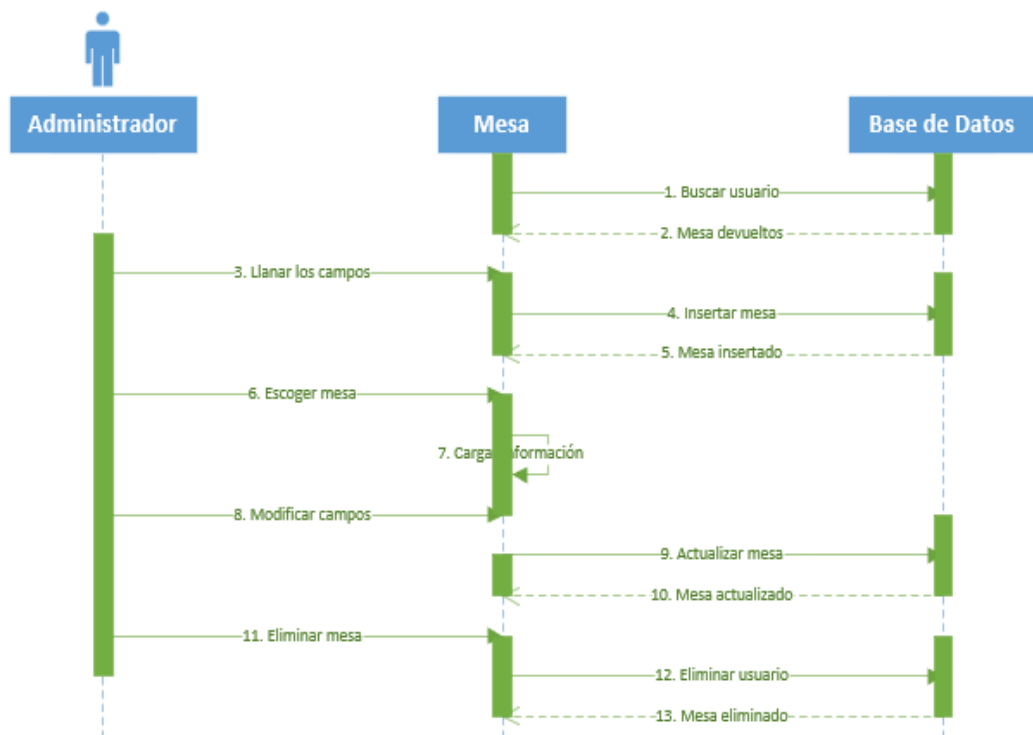 Administrador
Mesa
Base de Datos
1. Buscar usuario
2. Mesa devueltos
3. Llanar los campos
4. Insertar mesa
5. Mesa insertado
6. Escoger mesa
7. Carga información
8. Modificar campos
9. Actualizar mesa
10. Mesa actualizado
11. Eliminar mesa
12. Eliminar usuario
13. Mesa eliminado